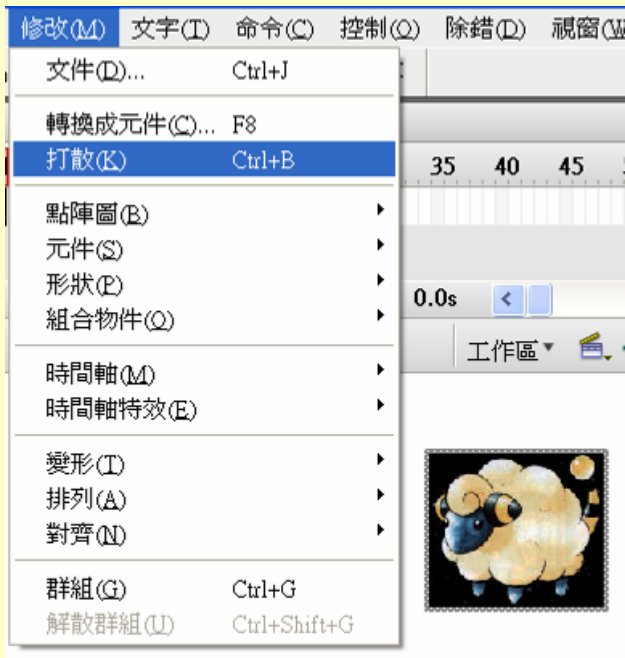 修改(M) 文字(T) 命令(C) 控制(O) 除錯(D) 視窗(W
文件(D)... Ctrl+J
轉換成元件(C)... F8
打散(K) Ctrl+B
35 40 45
點陣圖(B)
元件(S)
形狀(P)
0.0s
組合物件(O)
工作區
時間軸(M)
時間軸特效(E)
變形(T)
排列(A)
對齊(N)
群組(G) Ctrl+G
解散群組(U) Ctrl+Shift+G